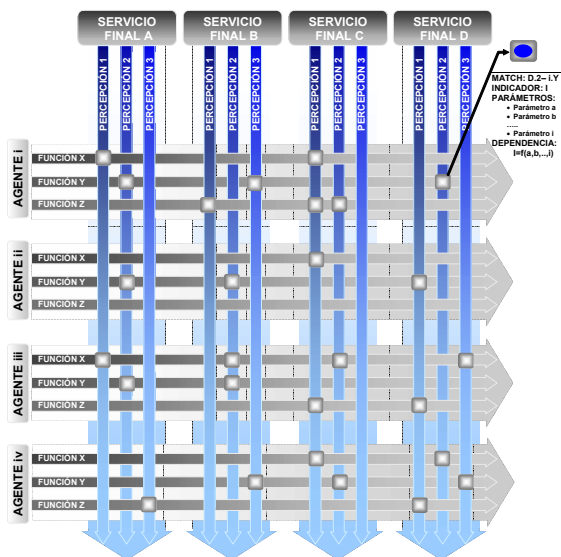 SERVICIO
FINAL A
SERVICIO
FINAL B
SERVICIO
FINAL C
SERVICIO
FINAL D
PERCEPCIÓN 1
PERCEPCIÓN 2
PERCEPCIÓN 3
PERCEPCIÓN 1
PERCEPCIÓN 2
PERCEPCIÓN 3
PERCEPCIÓN 1
PERCEPCIÓN 2
PERCEPCIÓN 3
PERCEPCIÓN 1
PERCEPCIÓN 2
PERCEPCIÓN 3
MATCH: D.2– i.Y
INDICADOR: I
PARÁMETROS:
• Parámetro a
• Parámetro b
.....
• Parámetro i
DEPENDENCIA:
I=f(a,b,..,i)
AGENTE i
FUNCIÓN X
FUNCIÓN Y
FUNCIÓN Z
AGENTE ii
FUNCIÓN X
FUNCIÓN Y
FUNCIÓN Z
AGENTE iii
FUNCIÓN X
FUNCIÓN Y
FUNCIÓN Z
AGENTE iv
FUNCIÓN X
FUNCIÓN Y
FUNCIÓN Z